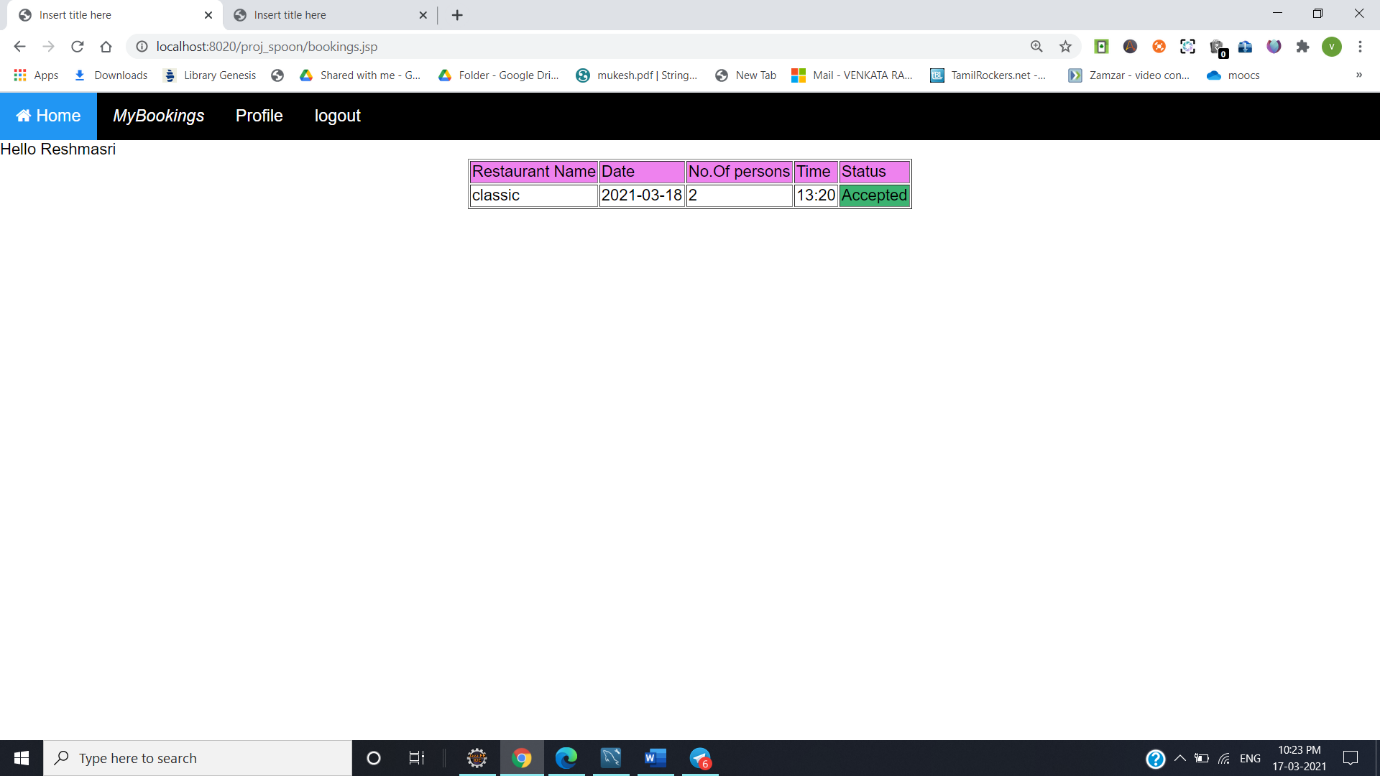 Insert title here
Insert title here
localhost:8020/proj_spoon/bookings.jsp
V
0
Apps
Downloads
Library Genesis
Shared with me - G...
Folder - Google Dri...
mukesh.pdf | String...
New Tab
Mail - VENKATA RA...
TamilRockers.net -...
Zamzar - video con...
moocs
»
Home MyBookings Profile logout
Hello Reshmasri
Restaurant Name Date No.Of persons Time Status
classic 2021-03-18 2 13:20 Accepted
Type here to search
6
ENG
10:23 PM
17-03-2021